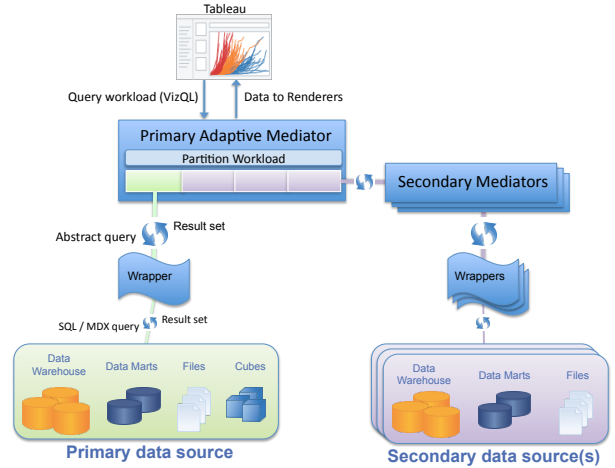 Tableau
Query workload (VizQL)
Data to Renderers
Primary Adaptive Mediator
Partition Workload
Secondary Mediators
Abstract query
Result set
Wrapper
Wrappers
SQL / MDX query
Result set
Data
Warehouse
Data Marts
Files
Cubes
Data
Warehouse
Data Marts
Files
Primary data source
Secondary data source(s)